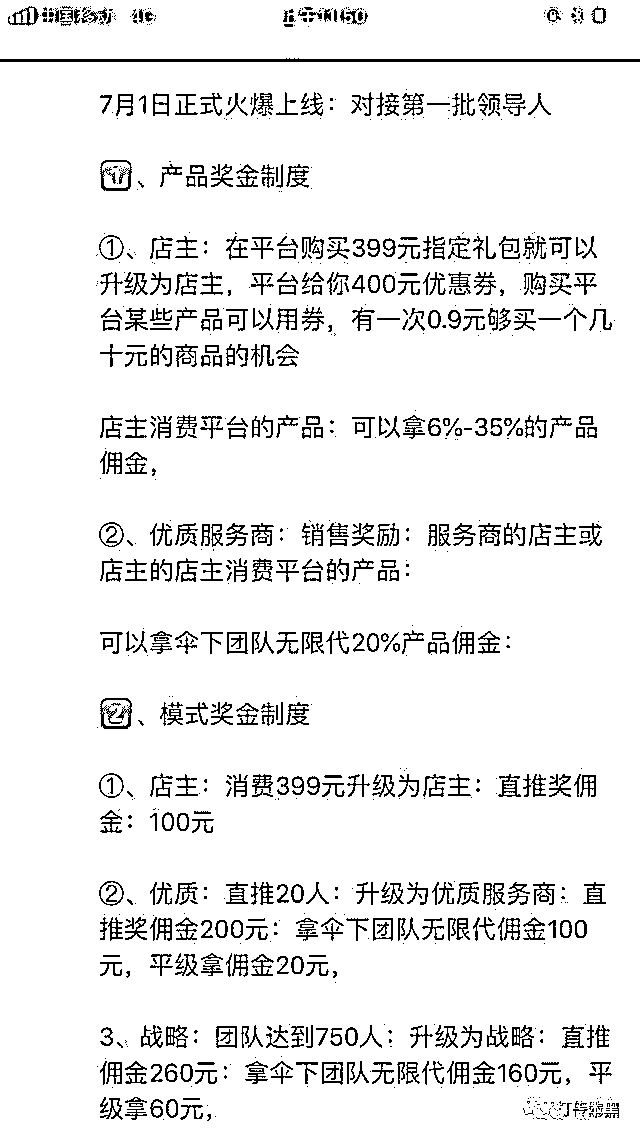 中国移动 4G 上午11:50
7月1日正式火爆上线：对接第一批领导人
1、产品奖金制度
①、店主：在平台购买399元指定礼包就可以
升级为店主，平台给你400元优惠券，购买平
台某些产品可以用券，有一次0.9元够买一个几
十元的商品的机会
店主消费平台的产品：可以拿6%-35%的产品
佣金，
②、优质服务商：销售奖励：服务商的店主或
店主的店主消费平台的产品：
可以拿伞下团队无限代20%产品佣金：
2、模式奖金制度
①、店主：消费399元升级为店主：直推奖佣
金：100元
②、优质：直推20人：升级为优质服务商：直
推奖佣金200元：拿伞下团队无限代佣金100
元，平级拿佣金20元，
3、战略：团队达到750人：升级为战略：直推
佣金260元：拿伞下团队无限代佣金160元，平
级拿60元，